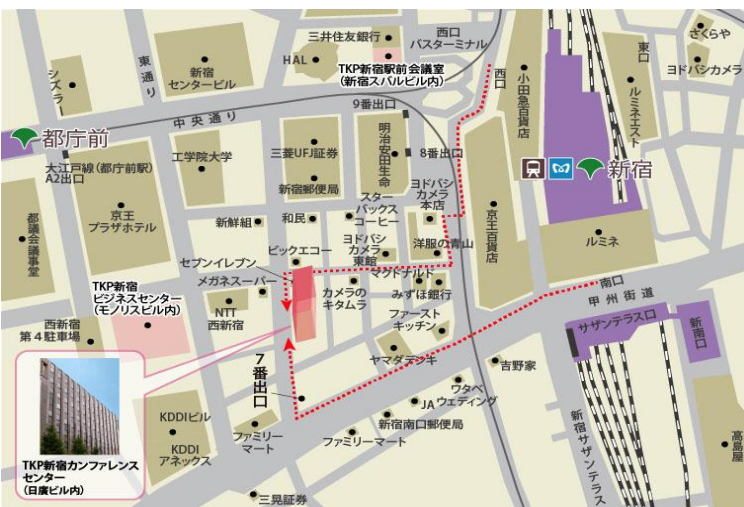 三井住友銀行
西口
バスターミナル
さくらや
東口
ヨドバシカメラ
シズラー
東通り
新宿
センタービル
HAL
TKP新宿駅前会議室
(新宿スバルビル内)
西口
小田急百貨店
ルミネエスト
9番出口
中央通り
都庁前
大江戸線(都庁前駅)
A2出口
工学院大学
三菱UFJ証券
明治安田生命
8番出口
新宿
新宿郵便局
都議会議事堂
京王
プラザホテル
新鮮組
和民
スター
バックス
コーヒー
ヨドバシ
カメラ
本店
京王百貨店
ルミネ
ビックエコー
ヨドバシ
カメラ
東館
洋服の青山
セブンイレブン
メガネスーパー
カメラの
キタムラ
マクドナルド
みずほ銀行
南口
甲州街道
TKP新宿
ビジネスセンター
(モノリスビル内)
NTT
西新宿
ファースト
キッチン
サザンテラス口
新南口
西新宿
第4駐車場
7番出口
ヤマダデンキ
吉野家
ワタベ
ウェディング
JA
新宿南口郵便局
KDDIビル
KDDI
アネックス
ファミリー
マート
ファミリーマート
新宿サザンテラス
高島屋
TKP新宿カンファレンス
センター
(日廣ビル内)
三晃証券